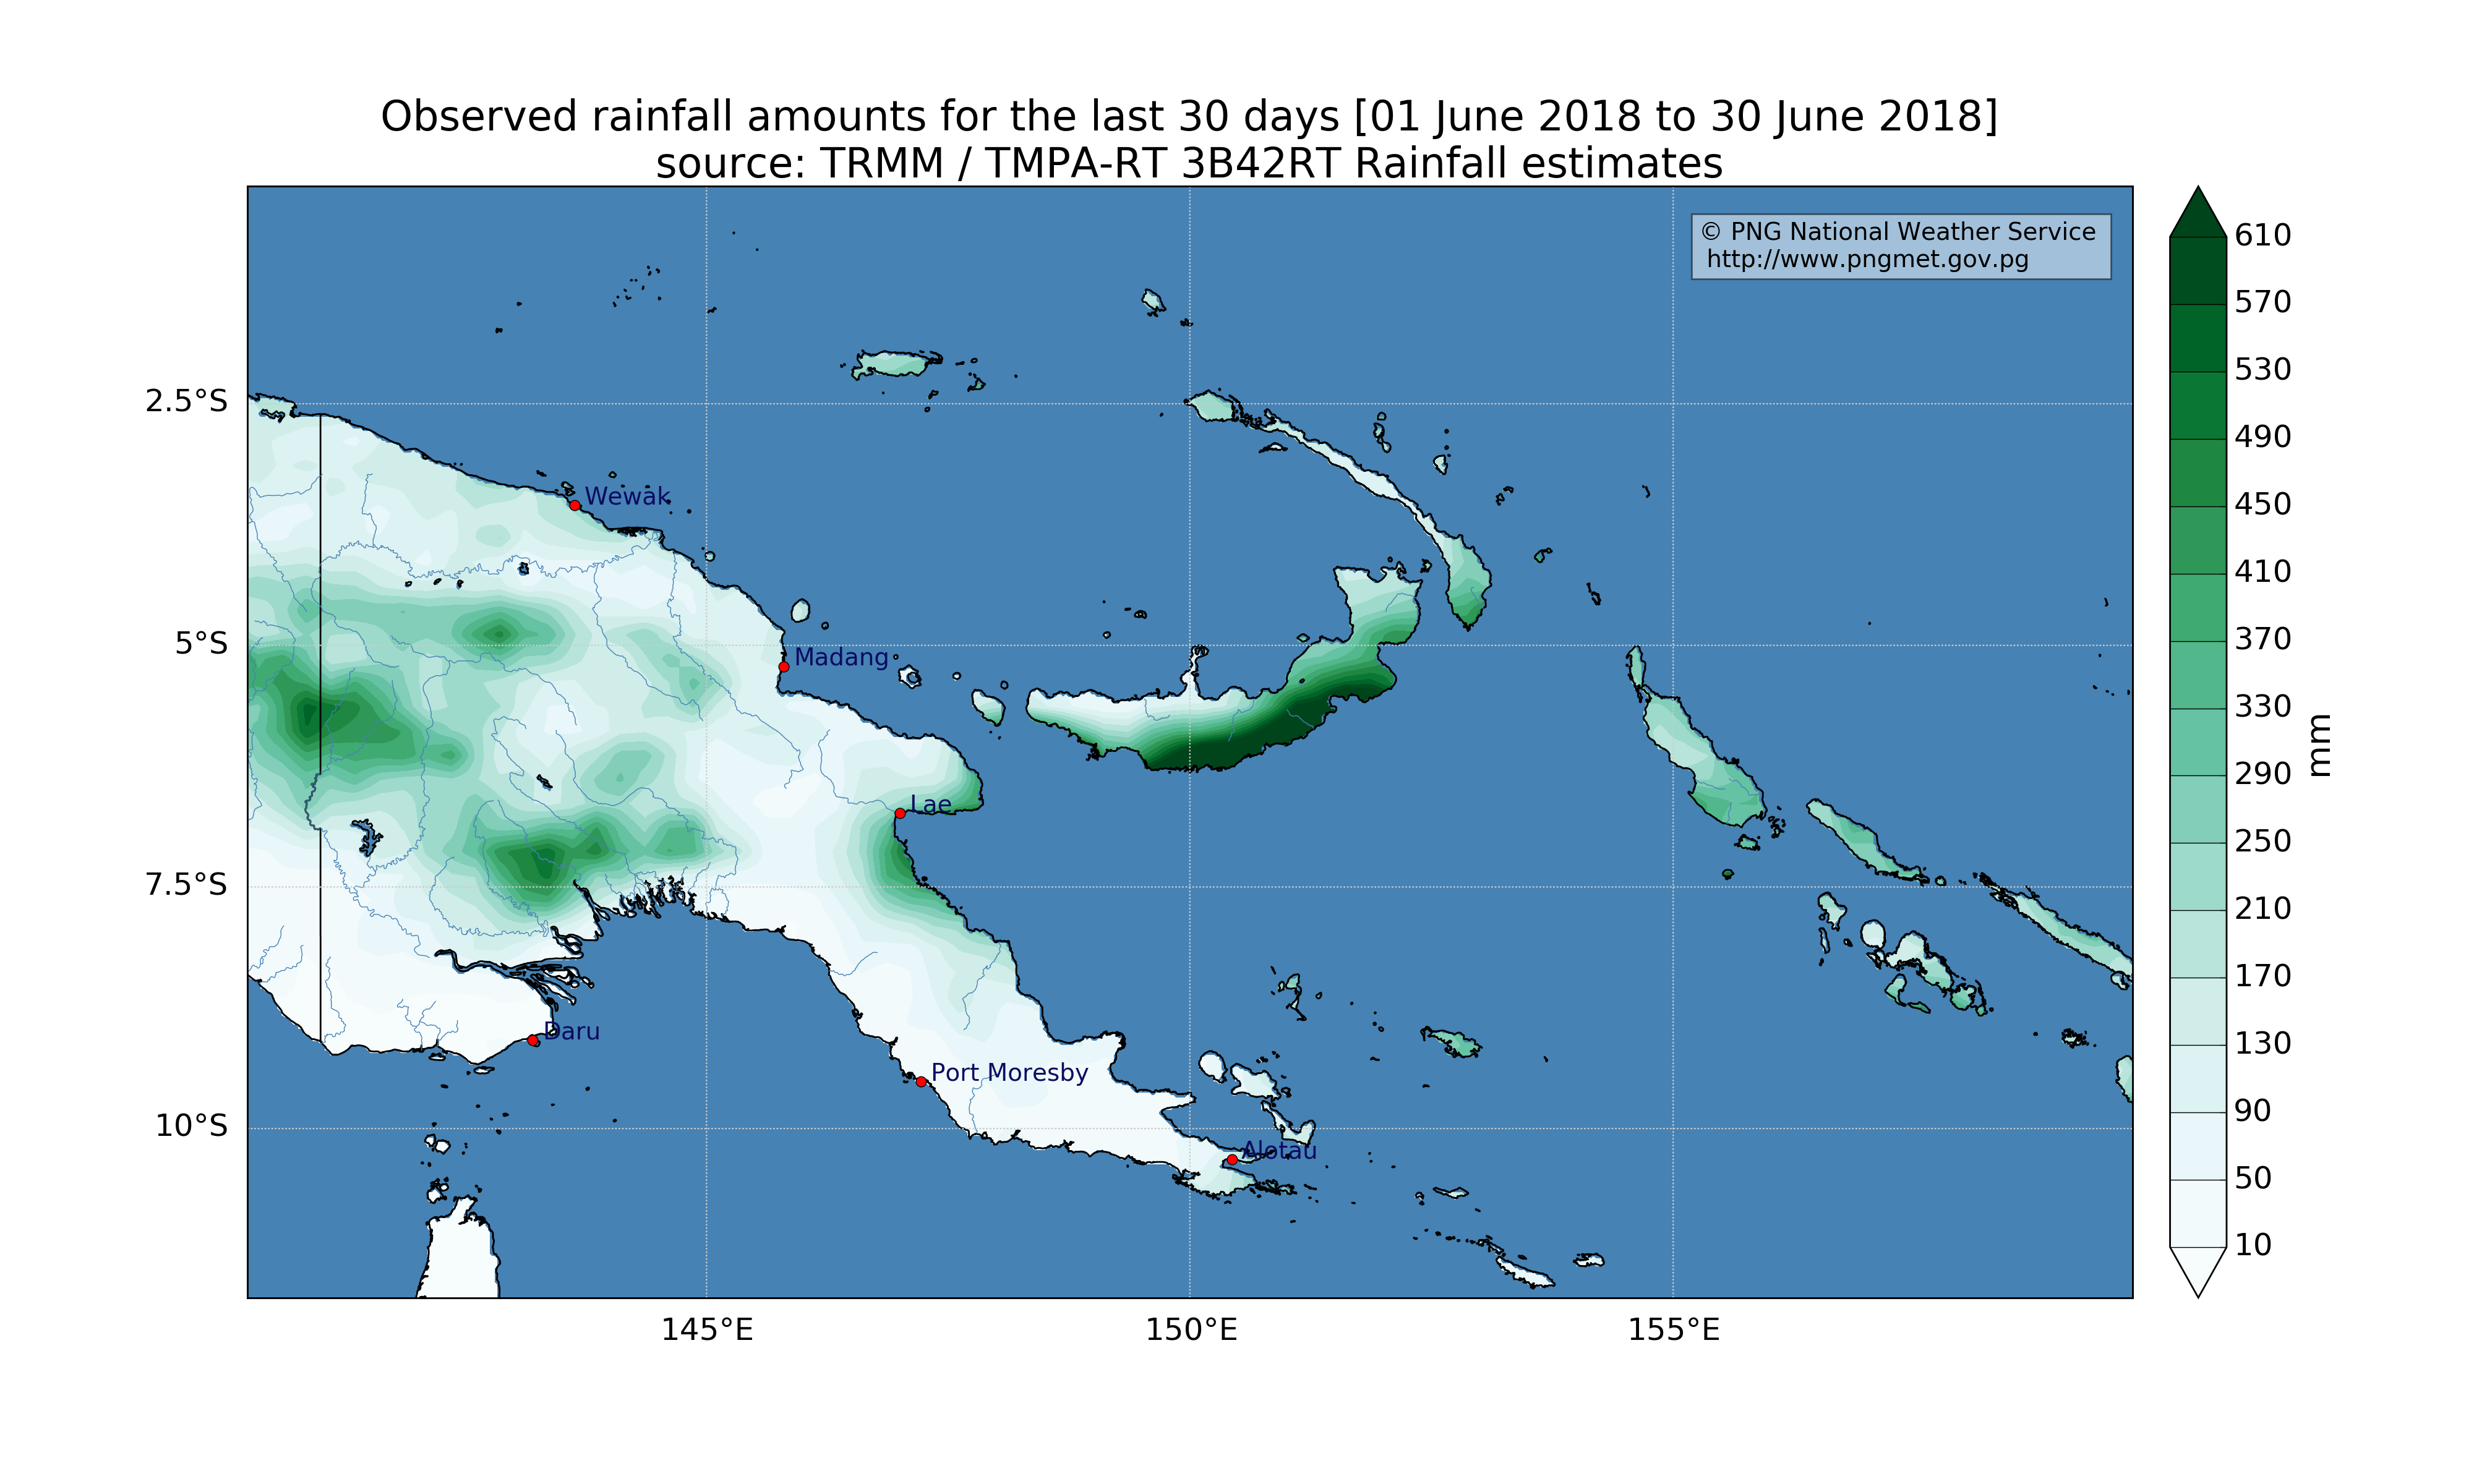 Observed rainfall amounts for the last 30 days [01 June 2018 to 30 June 2018]
source: TRMM / TMPA-RT 3B42RT Rainfall estimates
© PNG National Weather Service
http://www.pngmet.gov.pg
2.5°S
5°S
7.5°S
10°S
Wewak
Madang
Lae
Daru
Port Moresby
Alotau
145°E
150°E
155°E
610
570
530
490
450
410
370
330
290
250
210
170
130
90
50
10
mm